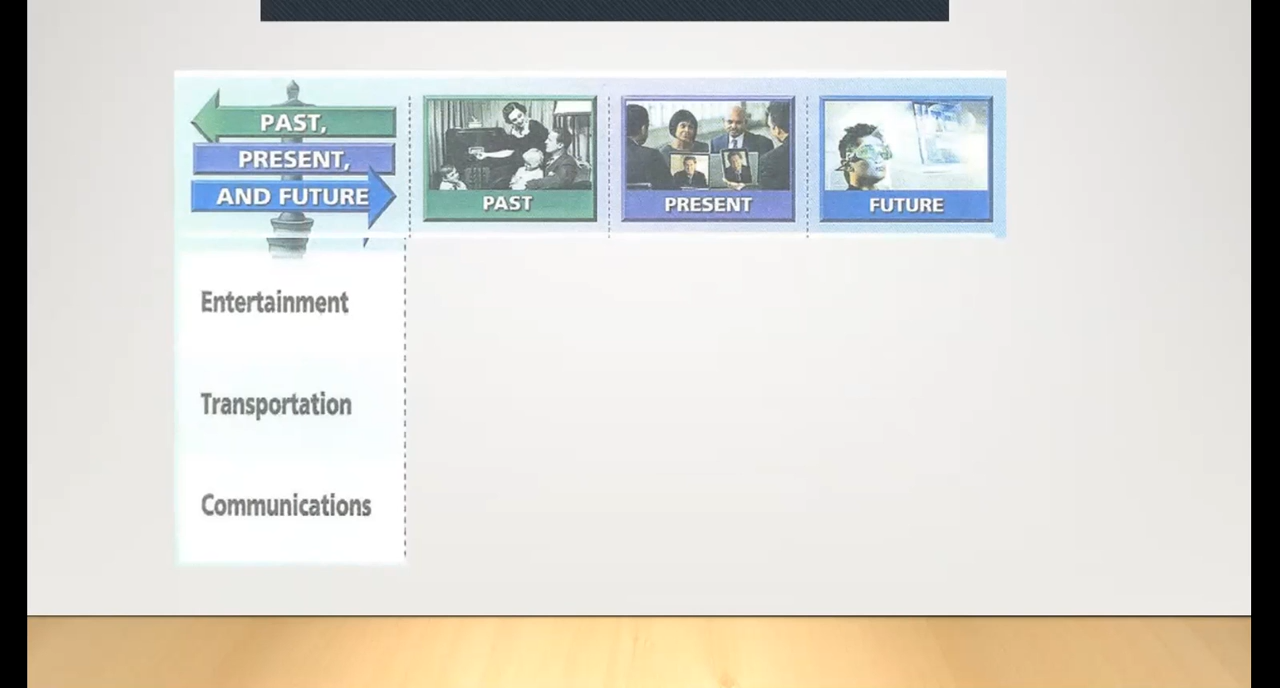 PAST,
PRESENT,
AND FUTURE
PAST
PRESENT
FUTURE
Entertainment
Transportation
Communications